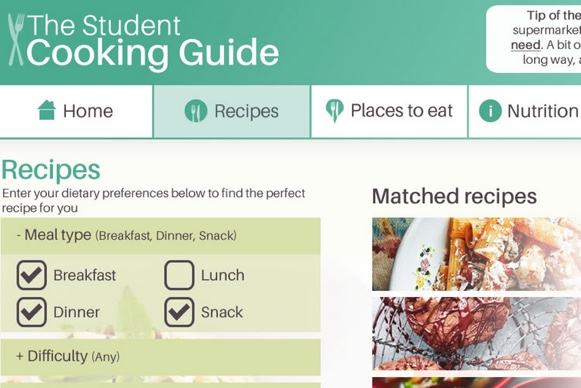 The Student
Cooking Guide
Tip of the
supermarket
need. A bit o
long way, a
Home
Recipes
Places to eat
Nutrition
Recipes
Enter your dietary preferences below to find the perfect
recipe for you
Matched recipes
- Meal type (Breakfast, Dinner, Snack)
Breakfast
Lunch
Dinner
Snack
+ Difficulty (Any)